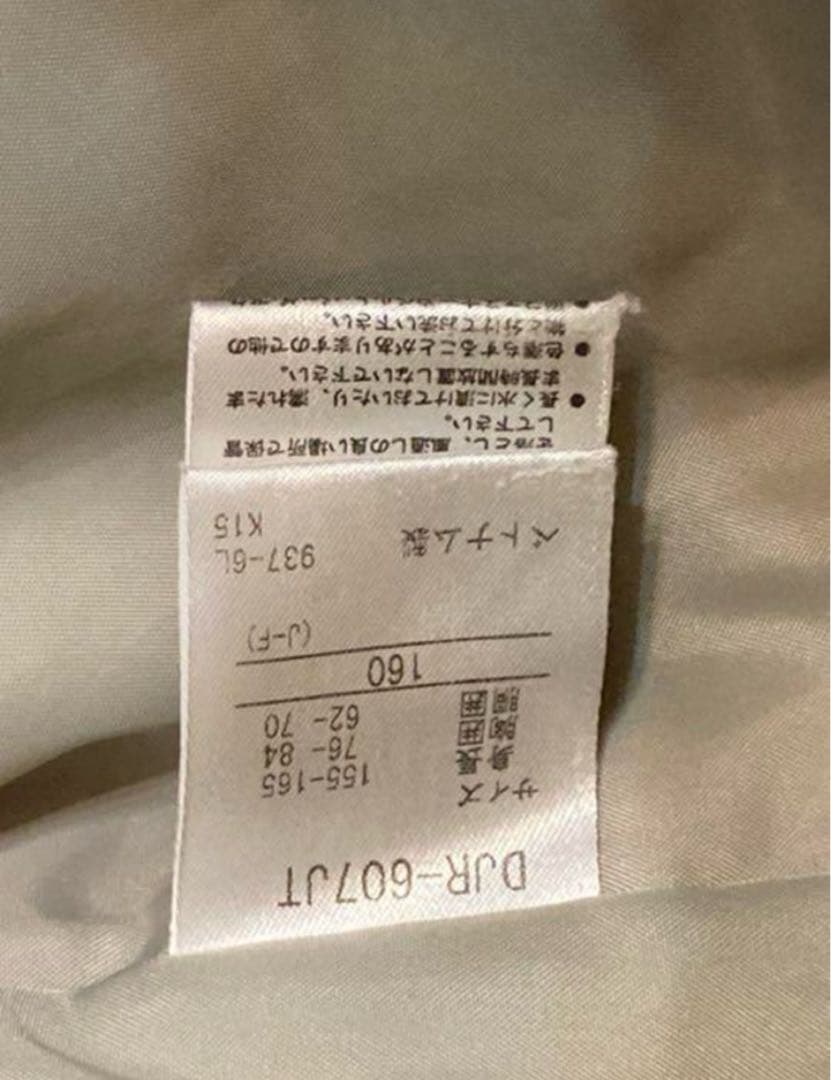 DJR-607JT
サイズ
身長 155-165
胸囲 76- 84
胴囲 62- 70
160
(J-F)
ベトナム製 937-6L
K15
色落とし、風通しの良い場所で保管
して下さい。
● 長く水に漬けておいたり、濡れたま
ま長時間放置しないで下さい。
● 色落ちすることがありますので他の
物と分けてお洗い下さい。